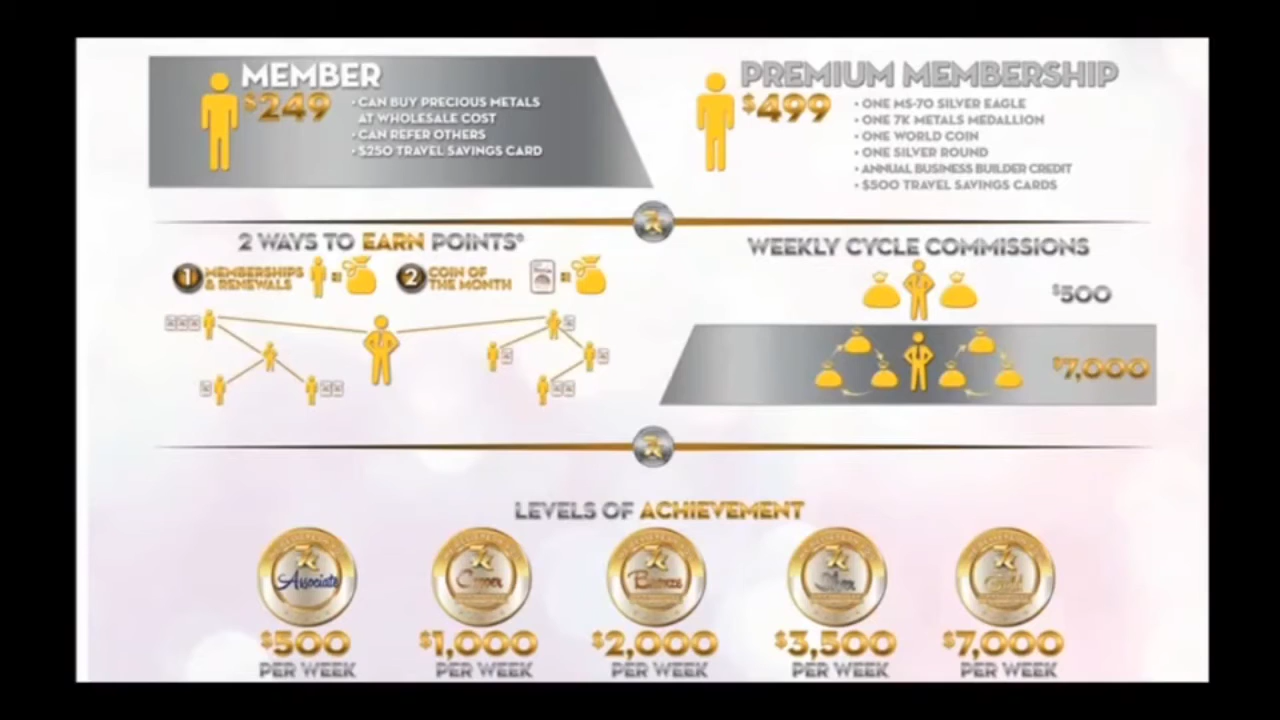 MEMBER
$249
• CAN BUY PRECIOUS METALS
AT WHOLESALE COST
• CAN REFER OTHERS
• $250 TRAVEL SAVINGS CARD
PREMIUM MEMBERSHIP
$499
• ONE MS-70 SILVER EAGLE
• ONE 7K METALS MEDALLION
• ONE WORLD COIN
• ONE SILVER ROUND
• ANNUAL BUSINESS BUILDER CREDIT
• $500 TRAVEL SAVINGS CARDS
2 WAYS TO EARN POINTS*
1 MEMBERSHIPS
& RENEWALS
=
2 COIN OF
THE MONTH
=
WEEKLY CYCLE COMMISSIONS
$500
$7,000
LEVELS OF ACHIEVEMENT
Associate
Copper
Bronze
Silver
Gold
$500
PER WEEK
$1,000
PER WEEK
$2,000
PER WEEK
$3,500
PER WEEK
$7,000
PER WEEK